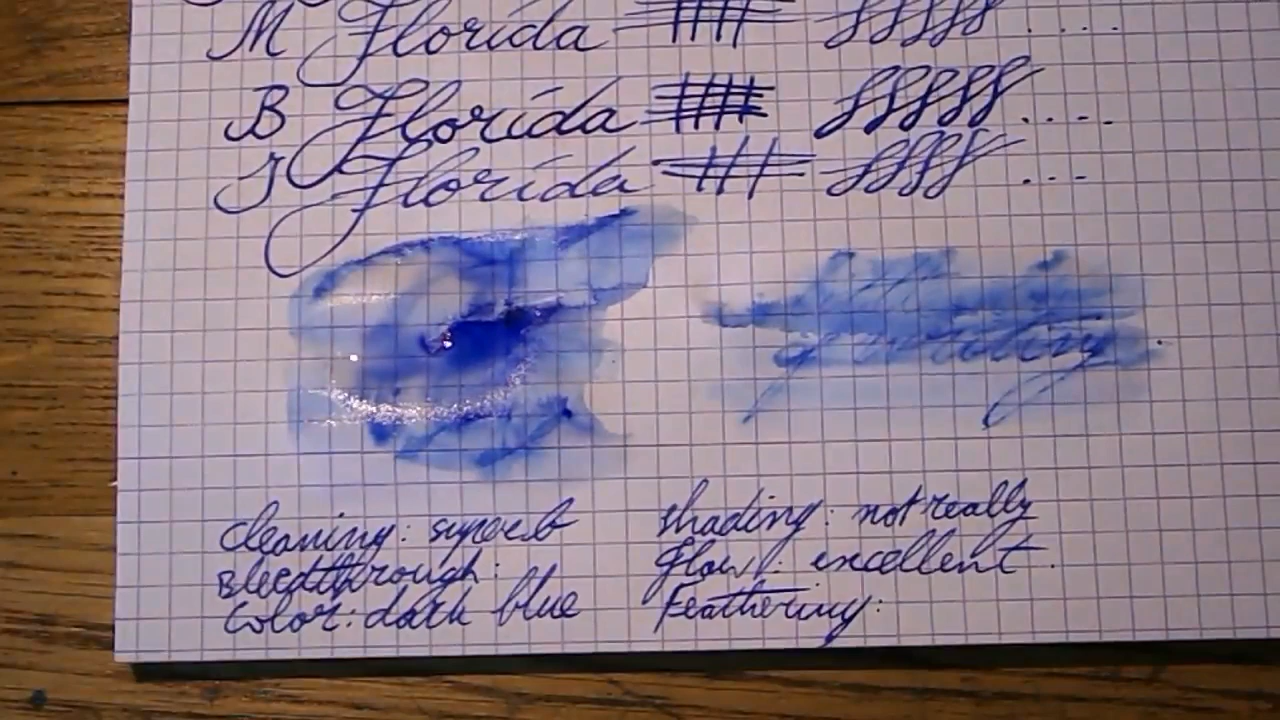 M Florida
B Florida
I Florida
cleaning: superb
Bleedthrough:
Color: dark blue
shading: not really
flow: excellent.
Feathering: